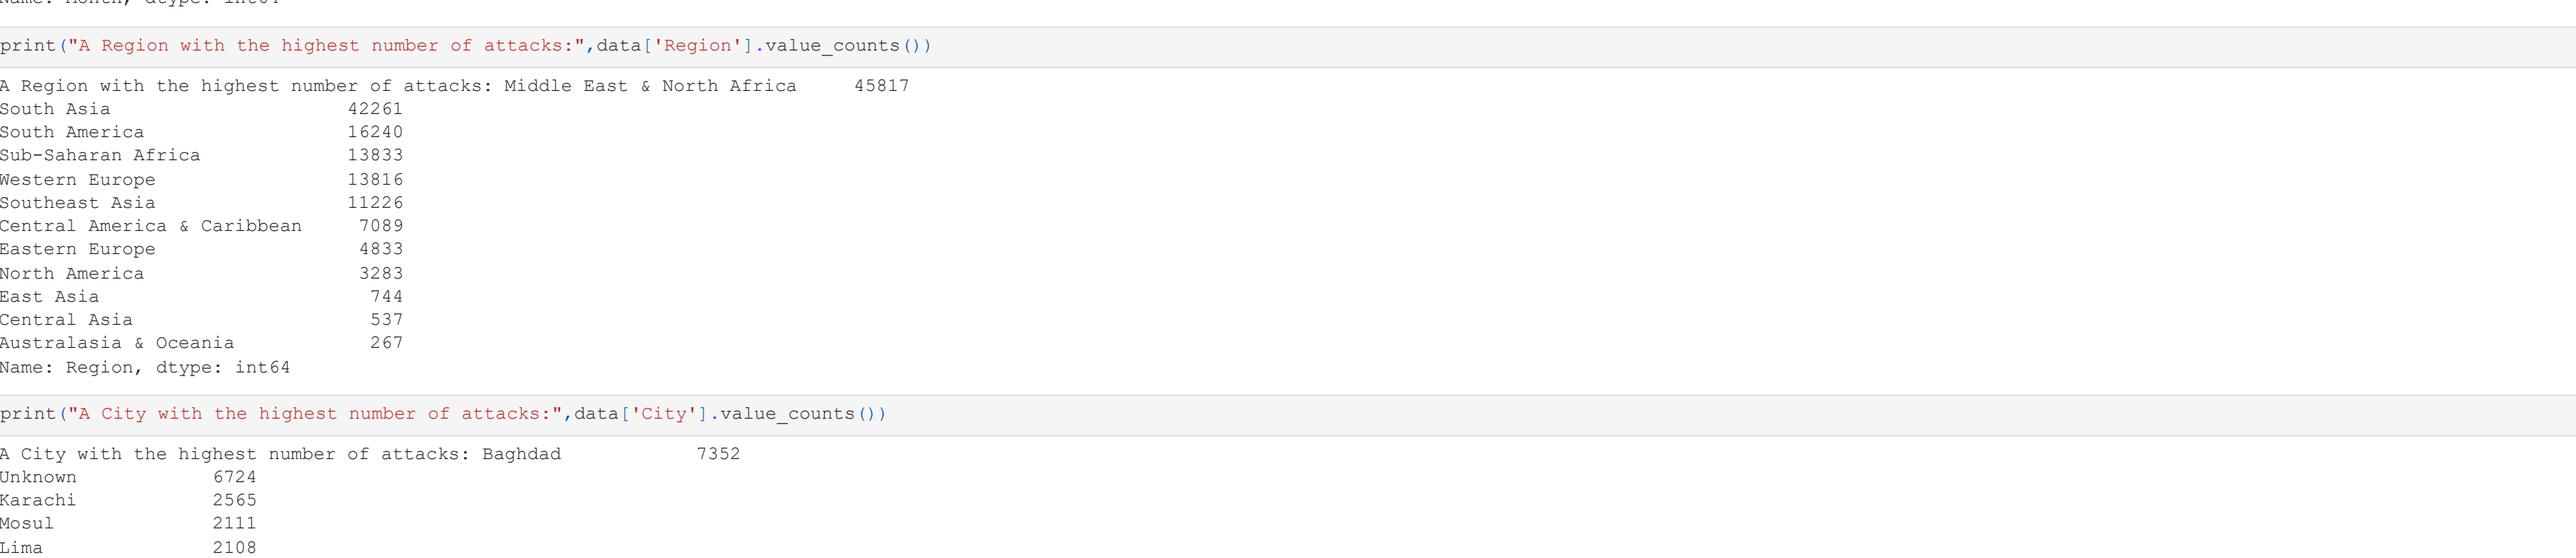 Name: Month, dtype: int64
print("A Region with the highest number of attacks:",data['Region'].value_counts())
A Region with the highest number of attacks: Middle East & North Africa     45817
South Asia                     42261
South America                  16240
Sub-Saharan Africa             13833
Western Europe                 13816
Southeast Asia                 11226
Central America & Caribbean     7089
Eastern Europe                  4833
North America                   3283
East Asia                        744
Central Asia                     537
Australasia & Oceania            267
Name: Region, dtype: int64
print("A City with the highest number of attacks:",data['City'].value_counts())
A City with the highest number of attacks: Baghdad            7352
Unknown            6724
Karachi            2565
Mosul              2111
Lima               2108